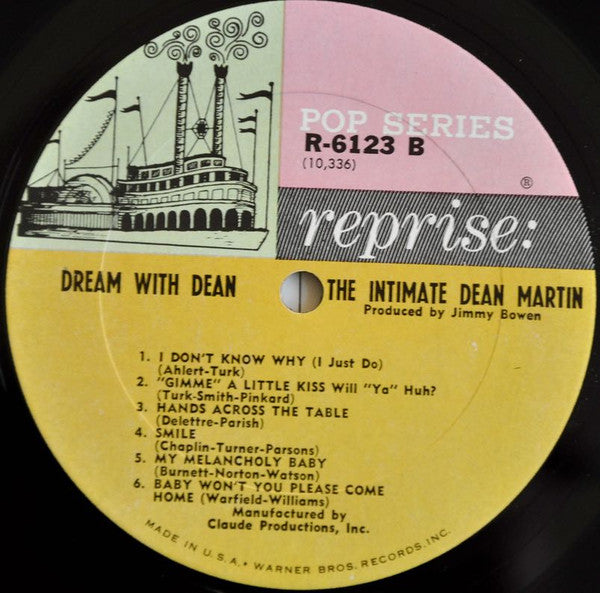 POP SERIES
R-6123 B
(10,336)
®
reprise:
DREAM WITH DEAN
THE INTIMATE DEAN MARTIN
Produced by Jimmy Bowen
1. I DON'T KNOW WHY (I Just Do)
(Ahlert-Turk)
2. "GIMME" A LITTLE KISS Will "Ya" Huh?
(Turk-Smith-Pinkard)
3. HANDS ACROSS THE TABLE
(Delettre-Parish)
4. SMILE
(Chaplin-Turner-Parsons)
5. MY MELANCHOLY BABY
(Burnett-Norton-Watson)
6. BABY WON'T YOU PLEASE COME
HOME (Warfield-Williams)
Manufactured by
Claude Productions, Inc.
MADE IN U.S.A. • WARNER BROS. RECORDS, INC.